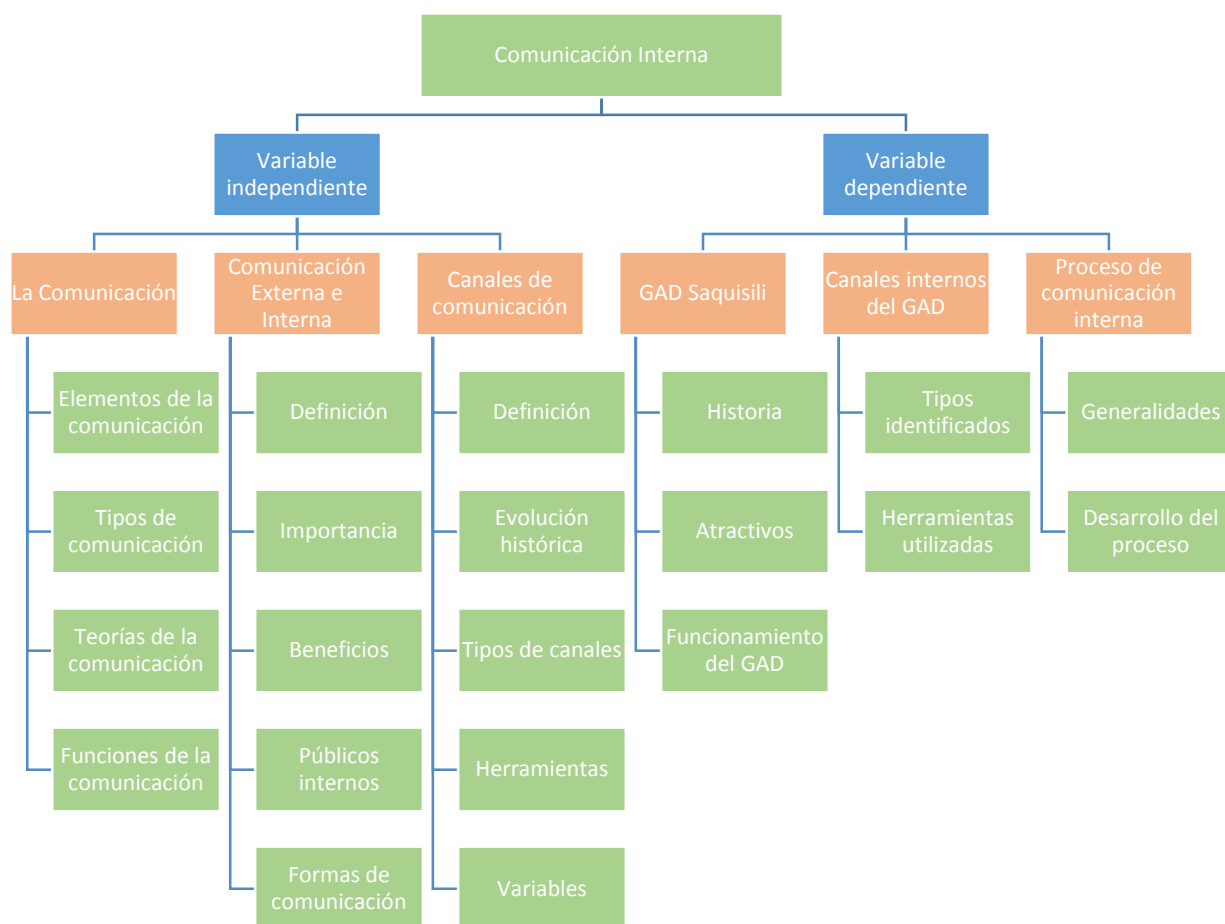 Comunicación Interna
Variable
independiente
Variable
dependiente
La Comunicación
Comunicación
Externa e
Interna
Canales de
comunicación
GAD Saquisili
Canales internos
del GAD
Proceso de
comunicación
interna
Elementos de la
comunicación
Tipos de
comunicación
Teorías de la
comunicación
Funciones de la
comunicación
Definición
Importancia
Beneficios
Públicos
internos
Formas de
comunicación
Definición
Evolución
histórica
Tipos de canales
Herramientas
Variables
Historia
Atractivos
Funcionamiento
del GAD
Tipos
identificados
Herramientas
utilizadas
Generalidades
Desarrollo del
proceso